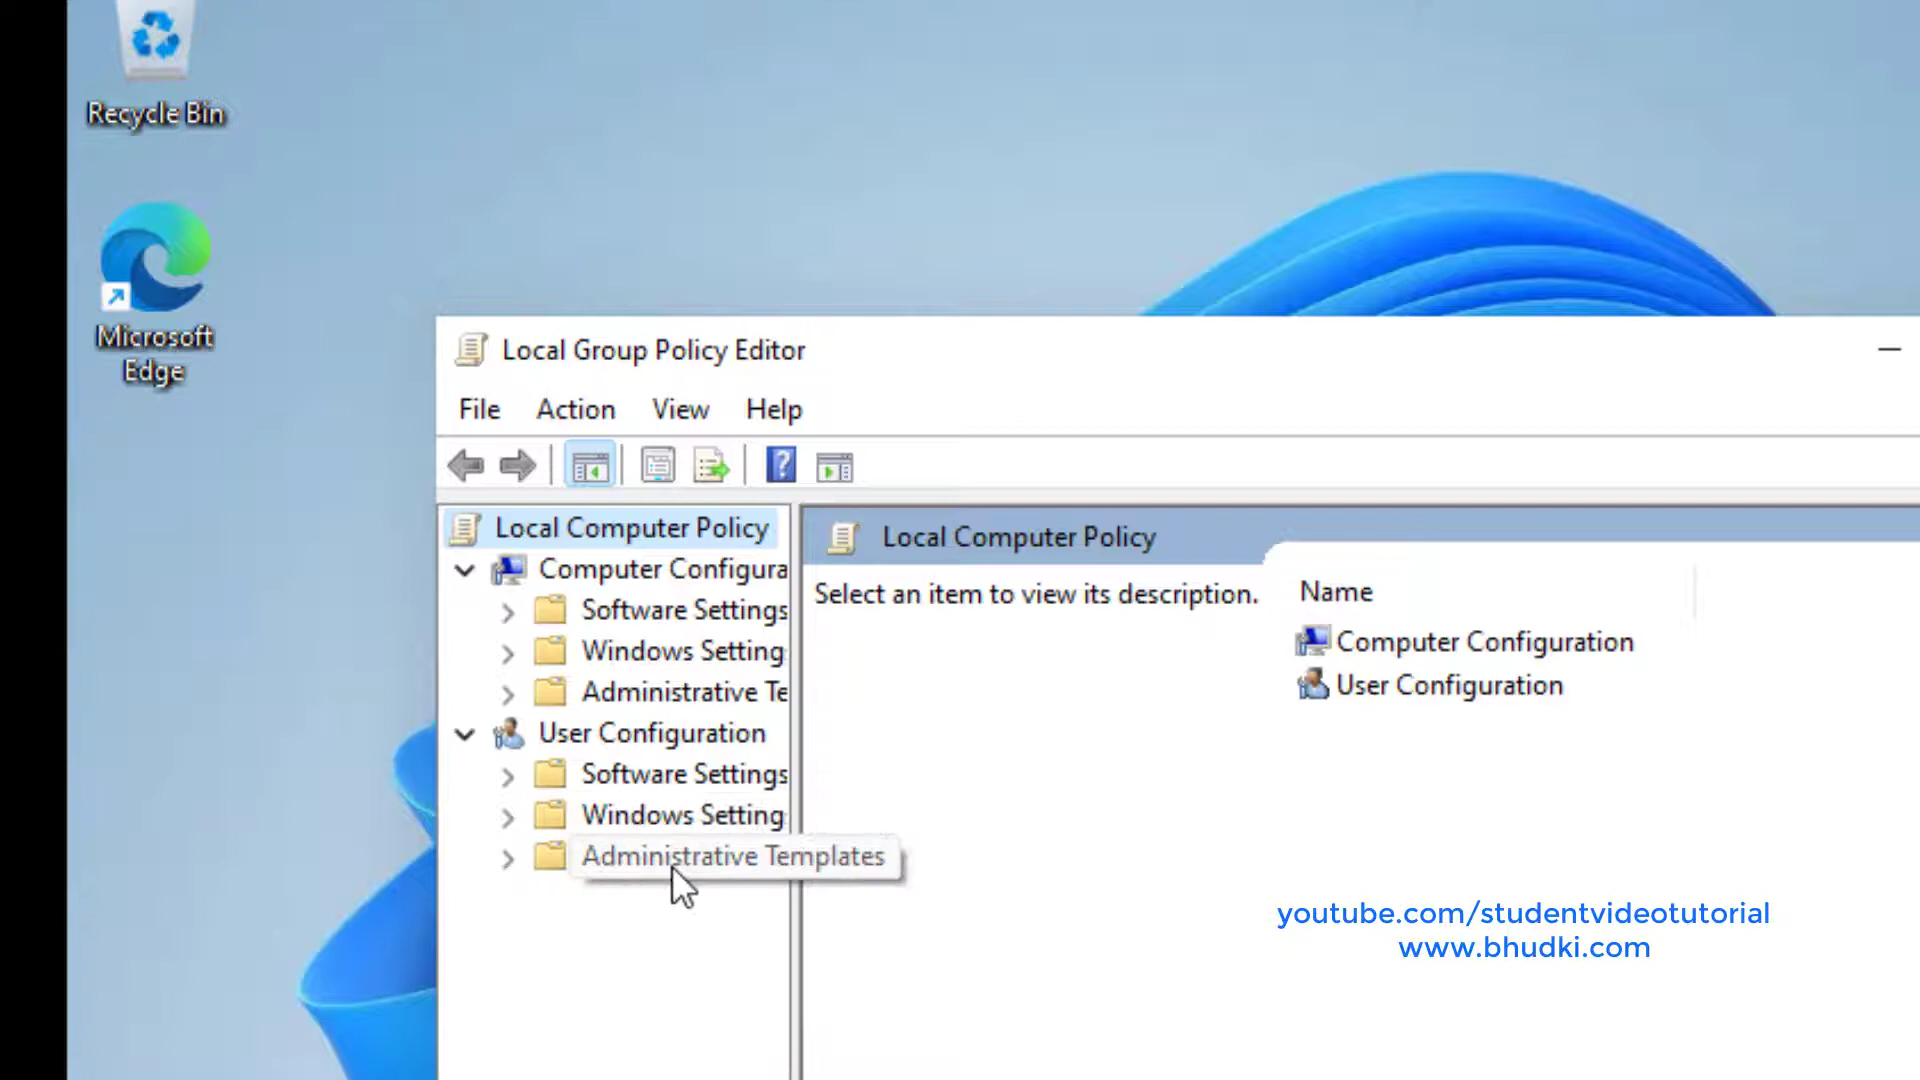 Recycle Bin
Microsoft
Edge
Local Group Policy Editor
File Action View Help
Local Computer Policy
Computer Configura
Software Settings
Windows Setting
Administrative Te
User Configuration
Software Settings
Windows Setting
Administrative Templates
Local Computer Policy
Select an item to view its description.
Name
Computer Configuration
User Configuration
youtube.com/studentvideotutorial
www.bhudki.com